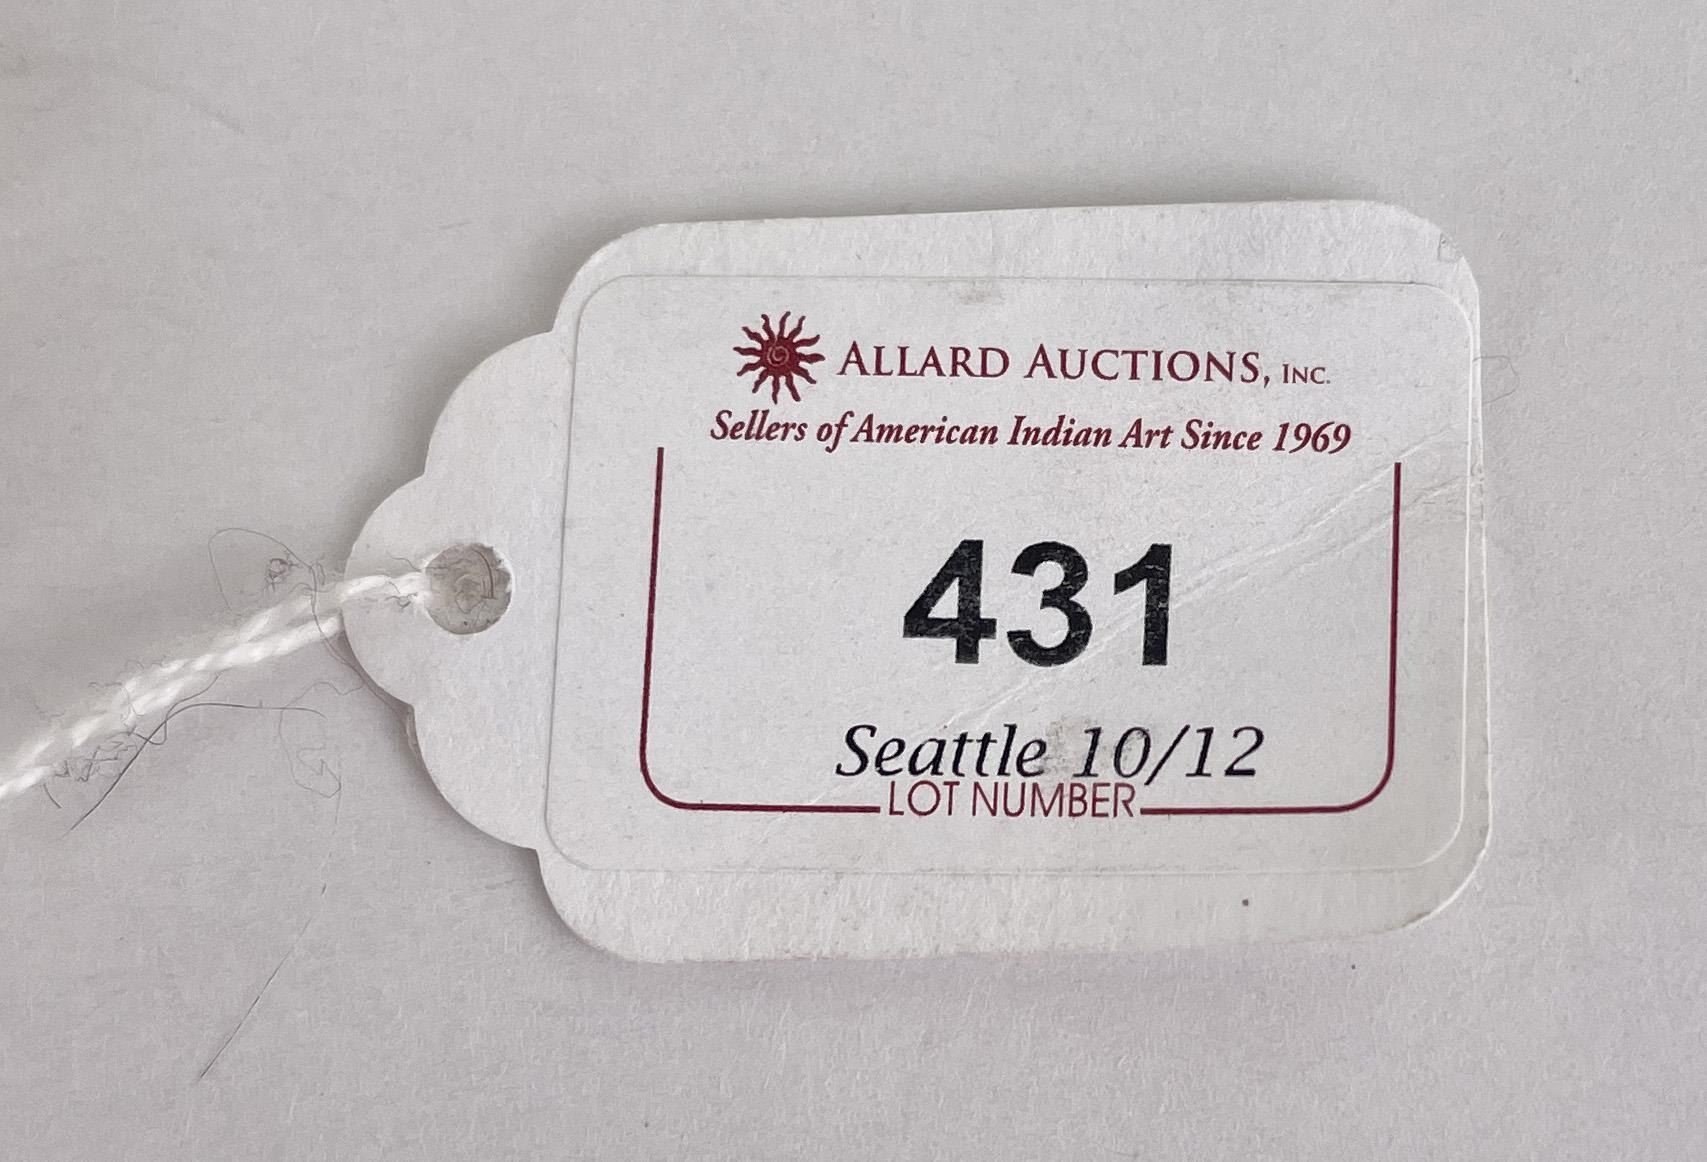 ALLARD AUCTIONS, INC.
Sellers of American Indian Art Since 1969
431
Seattle 10/12
LOT NUMBER